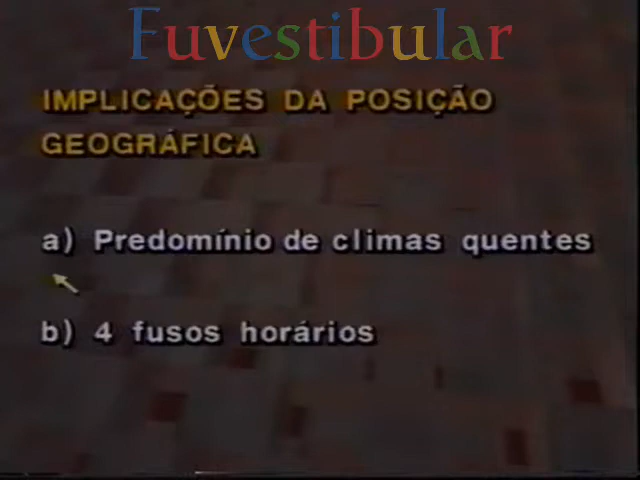 Fuvestibular
IMPLICAÇÕES DA POSIÇÃO
GEOGRÁFICA
a) Predomínio de climas quentes
b) 4 fusos horários